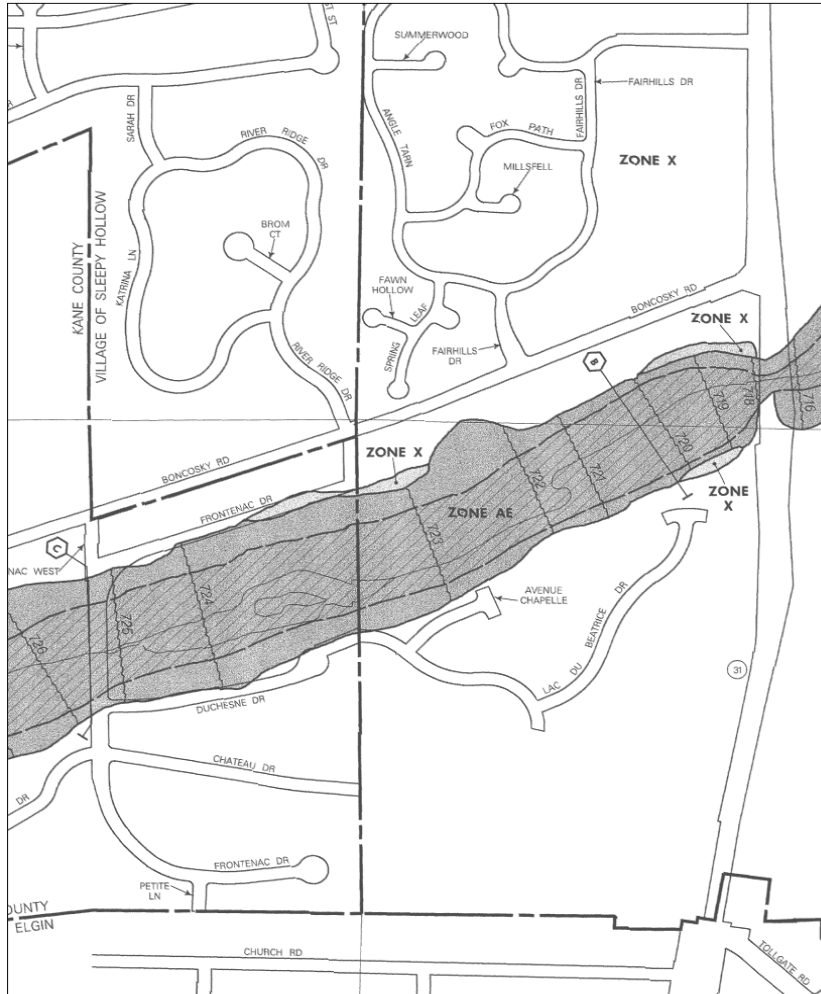 ST ST
SUMMERWOOD
FAIRHILLS DR
SARAH DR
RIVER RIDGE DR
ANGLE TARN
FOX PATH
FAIRHILLS DR
ZONE X
MILLSFELL
KANE COUNTY
VILLAGE OF SLEEPY HOLLOW
BROM
CT
KATRINA LN
FAWN
HOLLOW
SPRING LEAF
FAIRHILLS
DR
BONCOSKY RD
ZONE X
RIVER RIDGE DR
B
716
718
719
720
721
722
723
724
725
726
BONCOSKY RD
ZONE X
ZONE AE
ZONE
X
FRONTENAC DR
C
NAC WEST
AVENUE
CHAPELLE
LAC DU BEATRICE DR
31
DUCHESNE DR
CHATEAU DR
DR
FRONTENAC DR
PETITE
LN
OUNTY
ELGIN
CHURCH RD
TOLLGATE RD